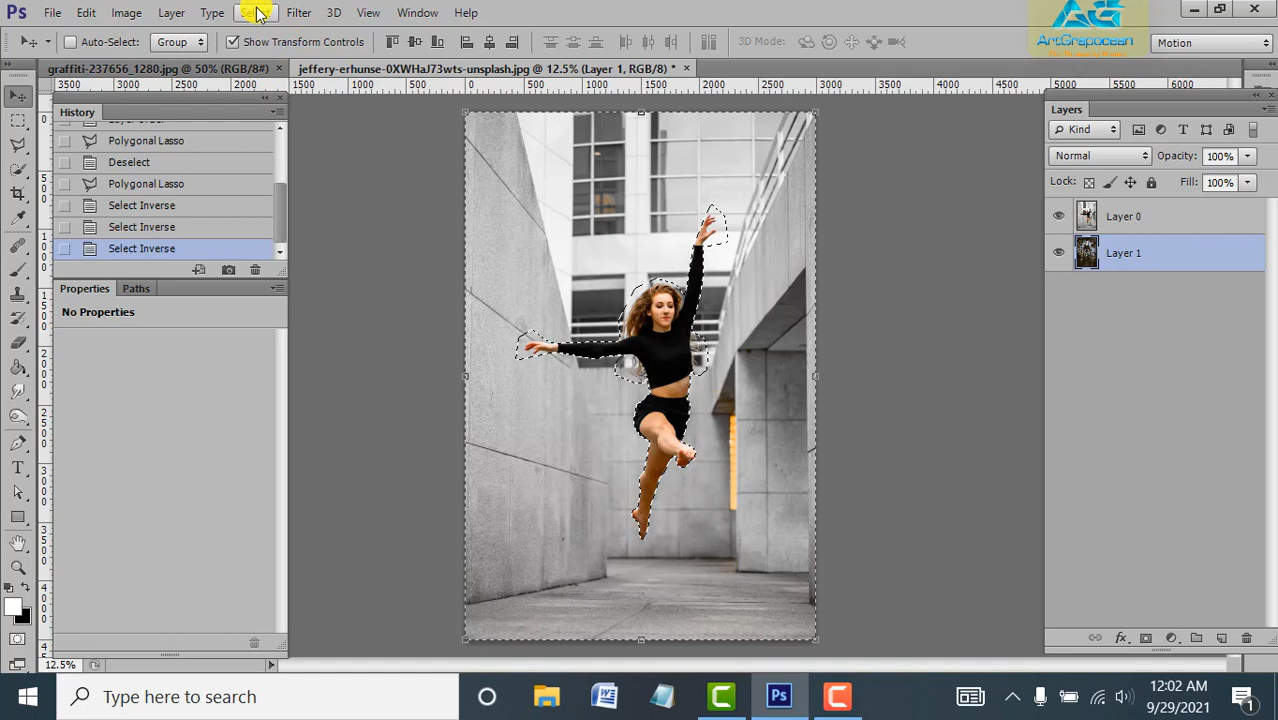 Ps File Edit Image Layer Type Select Filter 3D View Window Help
AG
ArtGrapocean
Auto-Select: Group Show Transform Controls 3D Mode: Motion
graffiti-237656_1280.jpg @ 50% (RGB/8#) × jeffery-erhunse-0XWHaJ73wts-unsplash.jpg @ 12.5% (Layer 1, RGB/8) * ×
3500 3000 2500 2000 1500 1000 500 0 500 1000 1500 2000 2500 3000 3500 4000 4500 5000 5500 6000
History
Polygonal Lasso
Deselect
Polygonal Lasso
Select Inverse
Select Inverse
Select Inverse
Properties Paths
No Properties
Layers
Kind
Normal Opacity: 100%
Lock: Fill: 100%
Layer 0
Layer 1
fx
12.5%
Type here to search
Ps
12:02 AM
9/29/2021
1